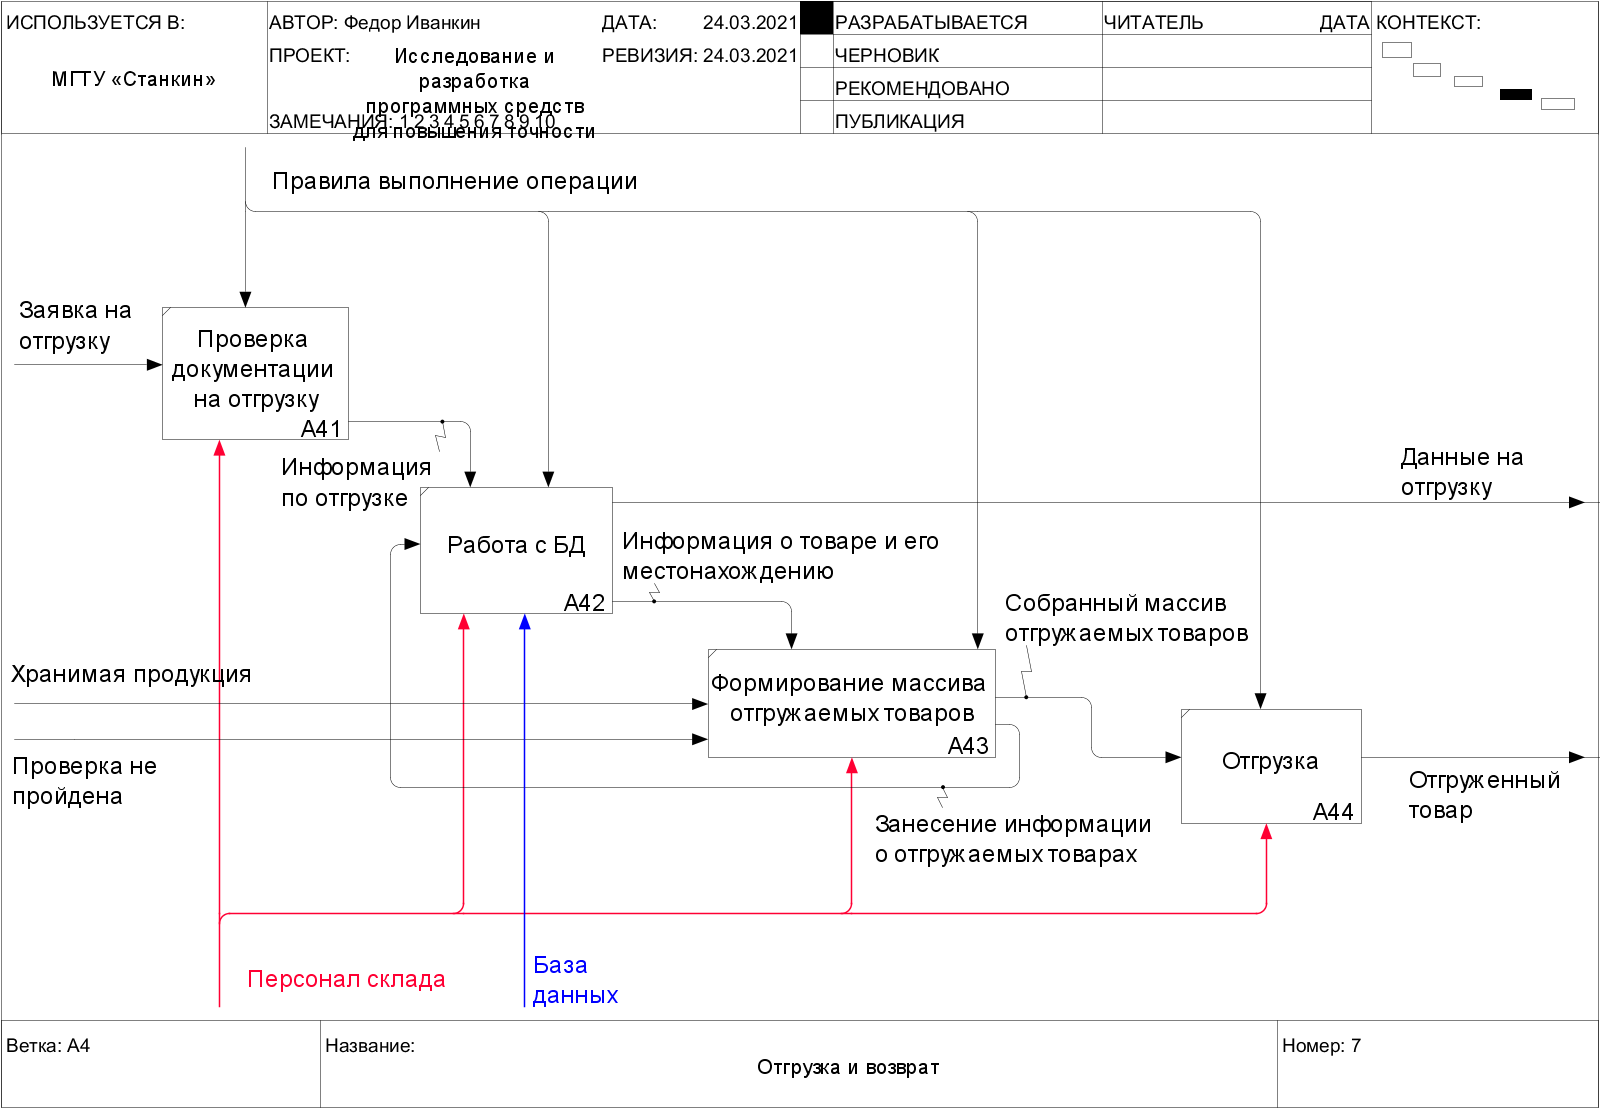 ИСПОЛЬЗУЕТСЯ В:
МГТУ «Станкин»
АВТОР: Федор Иванкин
ДАТА: 24.03.2021
ПРОЕКТ:
Исследование и
разработка
программных средств
для повышения точности
РЕВИЗИЯ: 24.03.2021
ЗАМЕЧАНИЯ: 1 2 3 4 5 6 7 8 9 10
РАЗРАБАТЫВАЕТСЯ
ЧЕРНОВИК
РЕКОМЕНДОВАНО
ПУБЛИКАЦИЯ
ЧИТАТЕЛЬ
ДАТА
КОНТЕКСТ:
Правила выполнение операции
Заявка на
отгрузку
Проверка
документации
на отгрузку
A41
Информация
по отгрузке
Данные на
отгрузку
Работа с БД
A42
Информация о товаре и его
местонахождению
Собранный массив
отгружаемых товаров
Хранимая продукция
Формирование массива
отгружаемых товаров
A43
Проверка не
пройдена
Отгрузка
A44
Отгруженный
товар
Занесение информации
о отгружаемых товарах
Персонал склада
База
данных
Ветка: A4
Название:
Отгрузка и возврат
Номер: 7